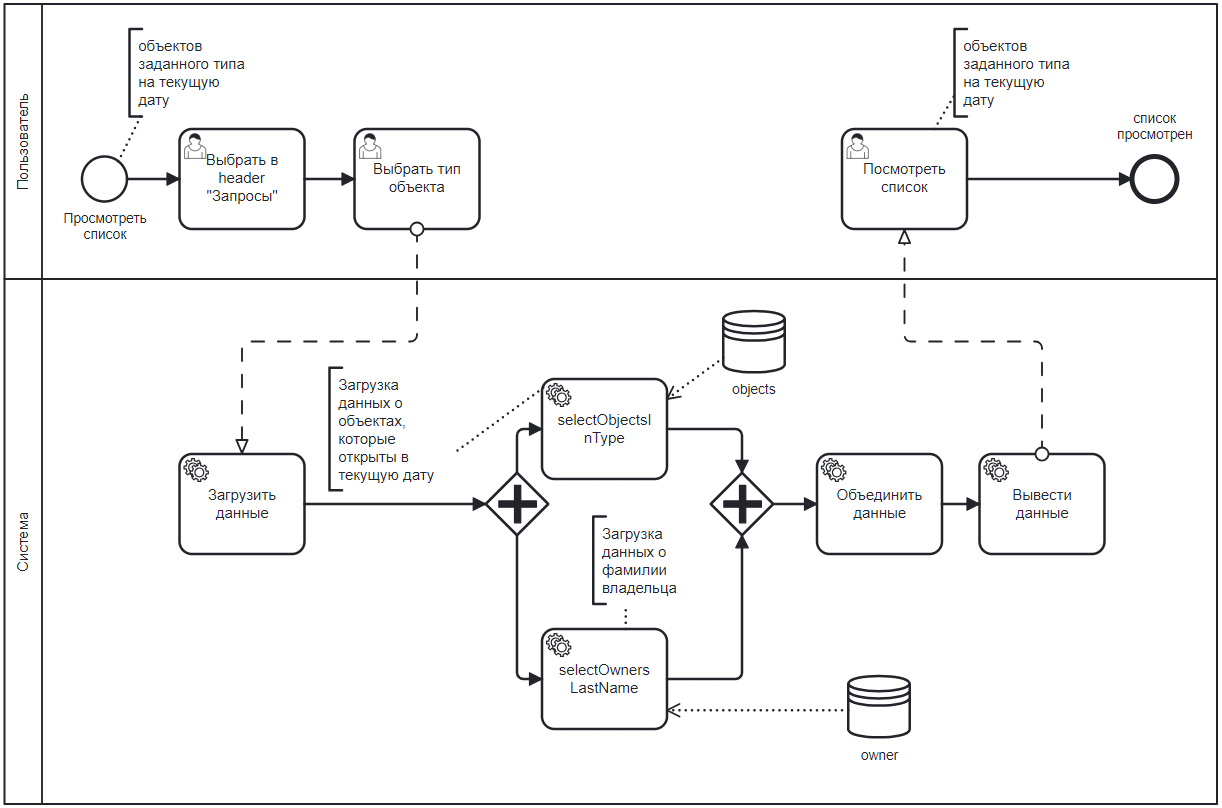 Пользователь
объектов
заданного типа
на текущую
дату
Просмотреть
список
Выбрать в
header
"Запросы"
Выбрать тип
объекта
объектов
заданного типа
на текущую
дату
Посмотреть
список
список
просмотрен
Система
Загрузить
данные
Загрузка
данных о
объектах,
которые
открыты в
текущую дату
selectObjectsI
nType
objects
Загрузка
данных о
фамилии
владельца
selectOwners
LastName
owner
Объединить
данные
Вывести
данные